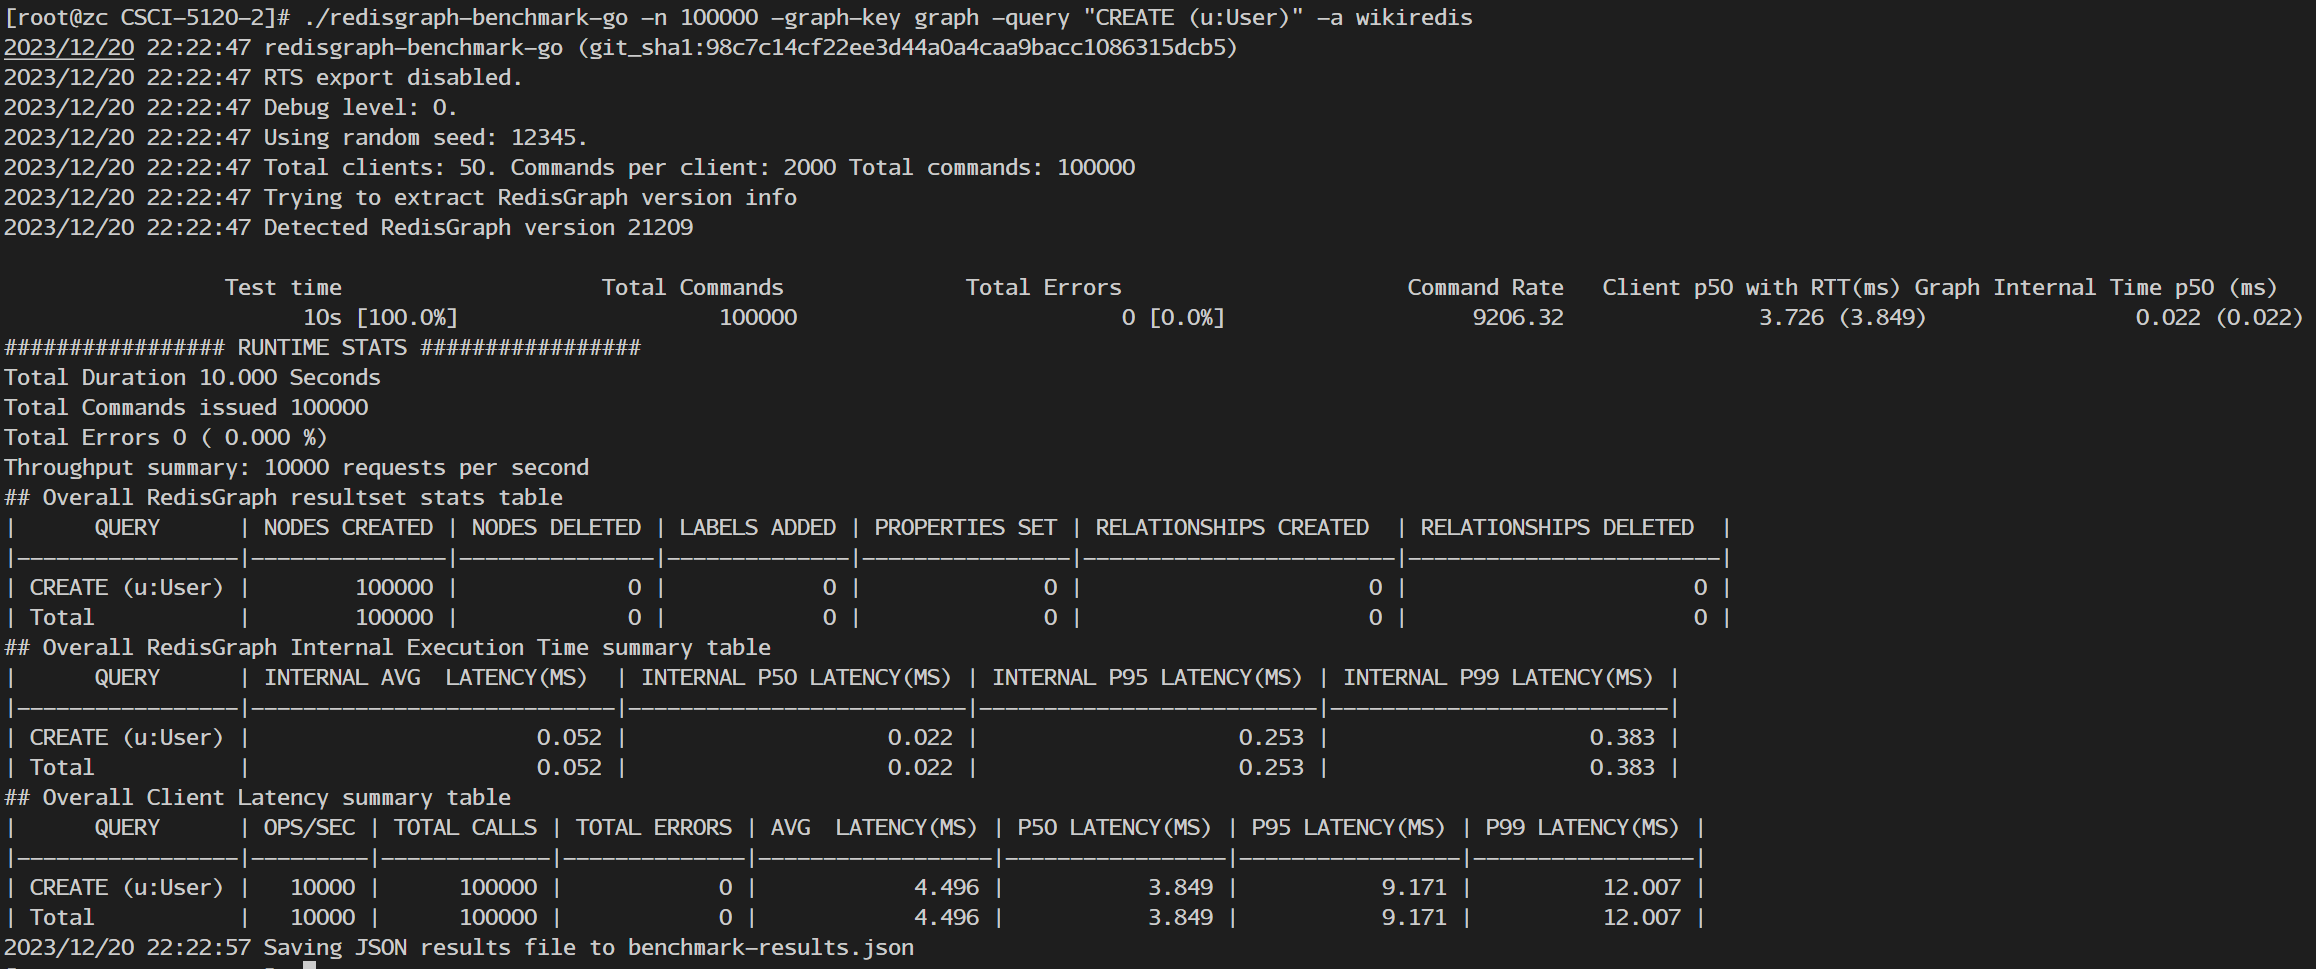 [root@zc CSCI-5120-2]# ./redisgraph-benchmark-go -n 100000 -graph-key graph -query "CREATE (u:User)" -a wikiredis
2023/12/20 22:22:47 redisgraph-benchmark-go (git_sha1:98c7c14cf22ee3d44a0a4caa9bacc1086315dcb5)
2023/12/20 22:22:47 RTS export disabled.
2023/12/20 22:22:47 Debug level: 0.
2023/12/20 22:22:47 Using random seed: 12345.
2023/12/20 22:22:47 Total clients: 50. Commands per client: 2000 Total commands: 100000
2023/12/20 22:22:47 Trying to extract RedisGraph version info
2023/12/20 22:22:47 Detected RedisGraph version 21209
Test time Total Commands Total Errors Command Rate Client p50 with RTT(ms) Graph Internal Time p50 (ms)
10s [100.0%] 100000 0 [0.0%] 9206.32 3.726 (3.849) 0.022 (0.022)
################# RUNTIME STATS #################
Total Duration 10.000 Seconds
Total Commands issued 100000
Total Errors 0 ( 0.000 %)
Throughput summary: 10000 requests per second
## Overall RedisGraph resultset stats table
| QUERY | NODES CREATED | NODES DELETED | LABELS ADDED | PROPERTIES SET | RELATIONSHIPS CREATED | RELATIONSHIPS DELETED |
|-----------------|---------------|---------------|--------------|----------------|------------------------|------------------------|
| CREATE (u:User) | 100000 | 0 | 0 | 0 | 0 | 0 |
| Total | 100000 | 0 | 0 | 0 | 0 | 0 |
## Overall RedisGraph Internal Execution Time summary table
| QUERY | INTERNAL AVG LATENCY(MS) | INTERNAL P50 LATENCY(MS) | INTERNAL P95 LATENCY(MS) | INTERNAL P99 LATENCY(MS) |
|-----------------|----------------------------|--------------------------|--------------------------|--------------------------|
| CREATE (u:User) | 0.052 | 0.022 | 0.253 | 0.383 |
| Total | 0.052 | 0.022 | 0.253 | 0.383 |
## Overall Client Latency summary table
| QUERY | OPS/SEC | TOTAL CALLS | TOTAL ERRORS | AVG LATENCY(MS) | P50 LATENCY(MS) | P95 LATENCY(MS) | P99 LATENCY(MS) |
|-----------------|---------|-------------|--------------|------------------|-----------------|-----------------|-----------------|
| CREATE (u:User) | 10000 | 100000 | 0 | 4.496 | 3.849 | 9.171 | 12.007 |
| Total | 10000 | 100000 | 0 | 4.496 | 3.849 | 9.171 | 12.007 |
2023/12/20 22:22:57 Saving JSON results file to benchmark-results.json